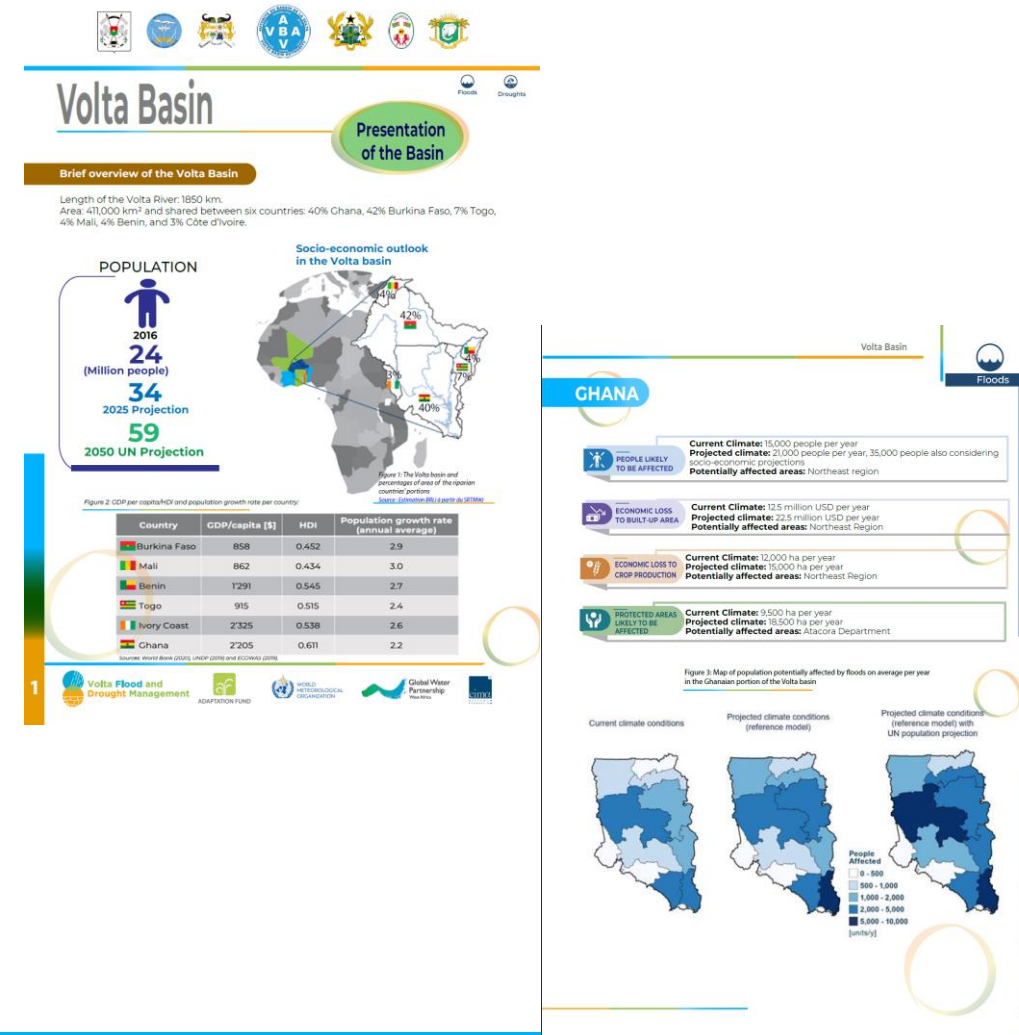 A
V B A
V
Floods
Droughts
Volta Basin
Presentation
of the Basin
Brief overview of the Volta Basin
Length of the Volta River: 1850 km.
Area: 411,000 km² and shared between six countries: 40% Ghana, 42% Burkina Faso, 7% Togo,
4% Mali, 4% Benin, and 3% Côte d'Ivoire.
POPULATION
2016
24
(Million people)
34
2025 Projection
59
2050 UN Projection
Socio-economic outlook
in the Volta basin
4%
42%
4%
7%
3%
40%
Figure 1: The Volta basin and
percentages of area of the riparian
countries' portions
Source : Estimation BRLi à partir du SRTM90
Figure 2: GDP per capita/HDI and population growth rate per country:
Country GDP/capita [$] HDI Population growth rate
(annual average)
Burkina Faso 858 0.452 2.9
Mali 862 0.434 3.0
Benin 1'291 0.545 2.7
Togo 915 0.515 2.4
Ivory Coast 2'325 0.538 2.6
Ghana 2'205 0.611 2.2
Sources: World Bank (2020), UNDP (2019) and ECOWAS (2019).
1
Volta Flood and
Drought Management
ADAPTATION FUND
WORLD
METEOROLOGICAL
ORGANIZATION
Global Water
Partnership
West Africa
cima
Volta Basin
Floods
GHANA
PEOPLE LIKELY
TO BE AFFECTED
Current Climate: 15,000 people per year
Projected climate: 21,000 people per year, 35,000 people also considering
socio-economic projections
Potentially affected areas: Northeast region
ECONOMIC LOSS
TO BUILT-UP AREA
Current Climate: 12.5 million USD per year
Projected climate: 22.5 million USD per year
Potentially affected areas: Northeast Region
ECONOMIC LOSS TO
CROP PRODUCTION
Current Climate: 12,000 ha per year
Projected climate: 15,000 ha per year
Potentially affected areas: Northeast Region
PROTECTED AREAS
LIKELY TO BE
AFFECTED
Current Climate: 9,500 ha per year
Projected climate: 18,500 ha per year
Potentially affected areas: Atacora Department
Figure 3: Map of population potentially affected by floods on average per year
in the Ghanaian portion of the Volta basin
Current climate conditions
Projected climate conditions
(reference model)
Projected climate conditions
(reference model) with
UN population projection
People
Affected
0 - 500
500 - 1,000
1,000 - 2,000
2,000 - 5,000
5,000 - 10,000
[units/y]